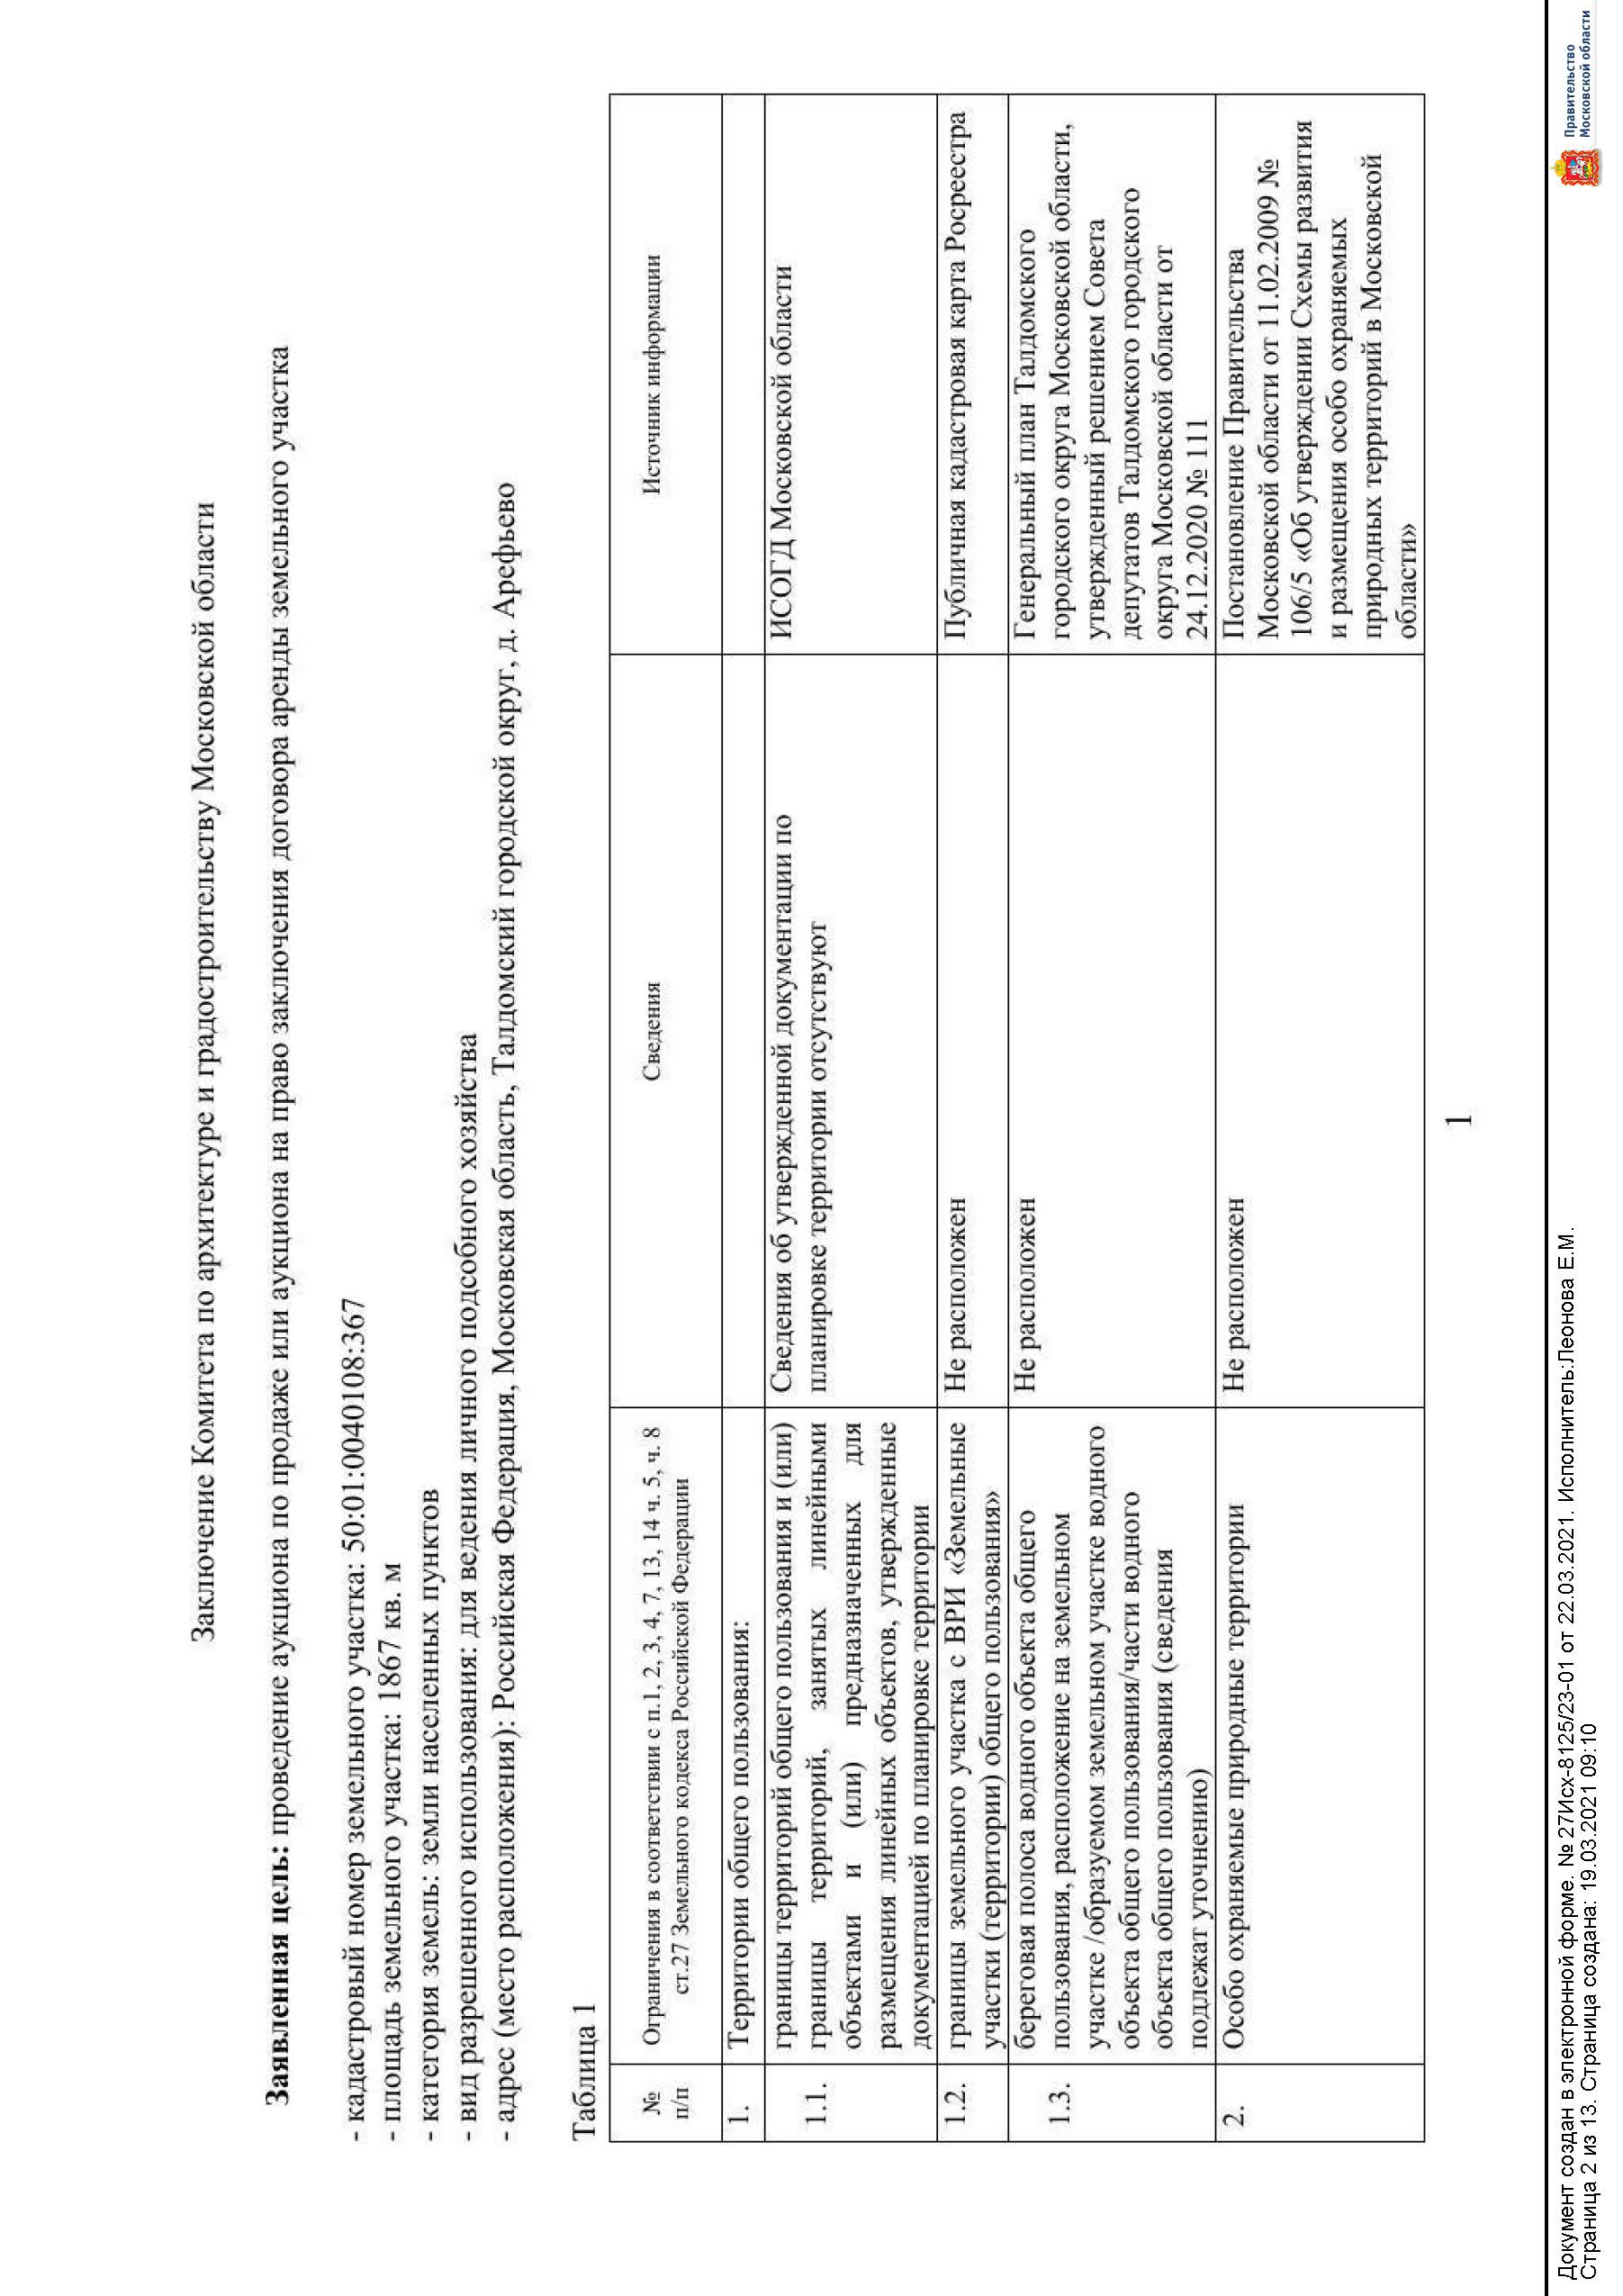 Заключение Комитета по архитектуре и градостроительству Московской области
Заявленная цель: проведение аукциона по продаже или аукциона на право заключения договора аренды земельного участка
- кадастровый номер земельного участка: 50:01:0040108:367
- площадь земельного участка: 1867 кв. м
- категория земель: земли населенных пунктов
- вид разрешенного использования: для ведения личного подсобного хозяйства
- адрес (место расположения): Российская Федерация, Московская область, Талдомский городской округ, д. Арефьево
Таблица 1
№
п/п
Ограничения в соответствии с п.1, 2, 3, 4, 7, 13, 14 ч. 5, ч. 8
ст.27 Земельного кодекса Российской Федерации
Сведения
Источник информации
1.
Территории общего пользования:
1.1.
границы территорий общего пользования и (или)
границы территорий, занятых линейными
объектами и (или) предназначенных для
размещения линейных объектов, утвержденные
документацией по планировке территории
Сведения об утвержденной документации по
планировке территории отсутствуют
ИСОГД Московской области
1.2.
границы земельного участка с ВРИ «Земельные
участки (территории) общего пользования»
Не расположен
Публичная кадастровая карта Росреестра
1.3.
береговая полоса водного объекта общего
пользования, расположение на земельном
участке /образуемом земельном участке водного
объекта общего пользования/части водного
объекта общего пользования (сведения
подлежат уточнению)
Не расположен
Генеральный план Талдомского
городского округа Московской области,
утвержденный решением Совета
депутатов Талдомского городского
округа Московской области от
24.12.2020 № 111
2.
Особо охраняемые природные территории
Не расположен
Постановление Правительства
Московской области от 11.02.2009 №
106/5 «Об утверждении Схемы развития
и размещения особо охраняемых
природных территорий в Московской
области»
1
Документ создан в электронной форме. № 27Исх-8125/23-01 от 22.03.2021. Исполнитель:Леонова Е.М.
Страница 2 из 13. Страница создана: 19.03.2021 09:10
Правительство
Московской области